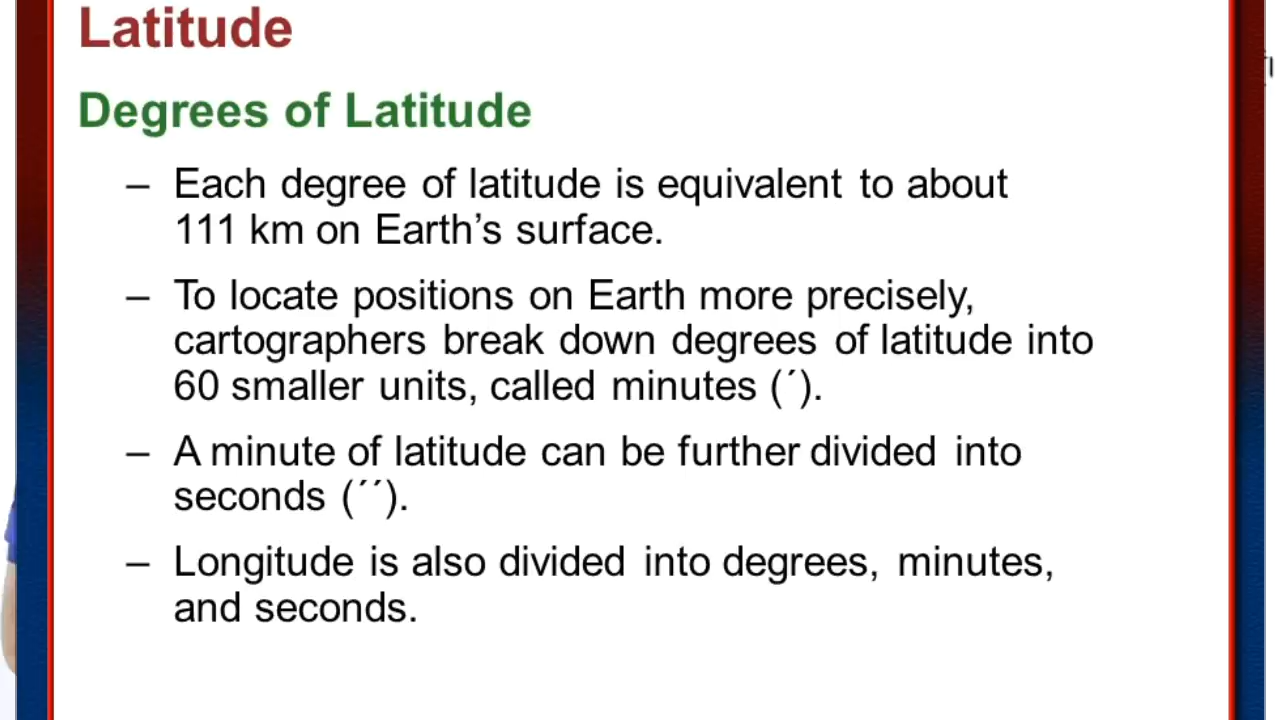 Latitude
Degrees of Latitude
– Each degree of latitude is equivalent to about
111 km on Earth’s surface.
– To locate positions on Earth more precisely,
cartographers break down degrees of latitude into
60 smaller units, called minutes (´).
– A minute of latitude can be further divided into
seconds (´´).
– Longitude is also divided into degrees, minutes,
and seconds.